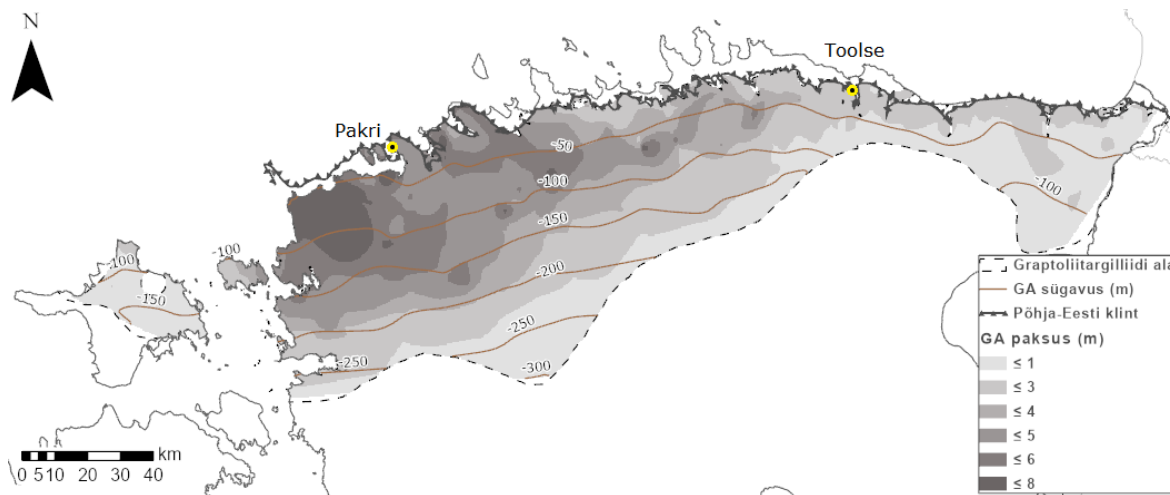 N
Toolse
Pakri
-50
-100
-150
-100
-100
-100
-150
-200
-250
-250
-300
Graptoliitargilliidi ala
GA sügavus (m)
Põhja-Eesti klint
GA paksus (m)
≤ 1
≤ 3
≤ 4
≤ 5
≤ 6
≤ 8
km
0 5 10 20 30 40